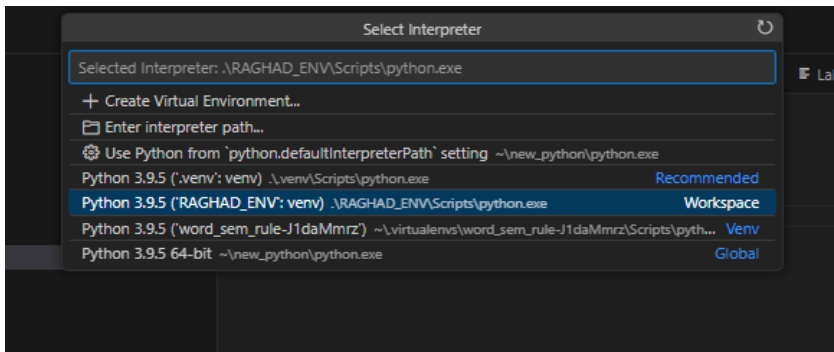 Select Interpreter
Selected Interpreter: .\RAGHAD_ENV\Scripts\python.exe
La
Create Virtual Environment...
Enter interpreter path...
Use Python from `python.defaultInterpreterPath` setting ~\new_python\python.exe
Python 3.9.5 ('.venv': venv) .\.venv\Scripts\python.exe Recommended
Python 3.9.5 ('RAGHAD_ENV': venv) .\RAGHAD_ENV\Scripts\python.exe Workspace
Python 3.9.5 ('word_sem_rule-J1daMmrz') ~\.virtualenvs\word_sem_rule-J1daMmrz\Scripts\pyth... Venv
Python 3.9.5 64-bit ~\new_python\python.exe Global